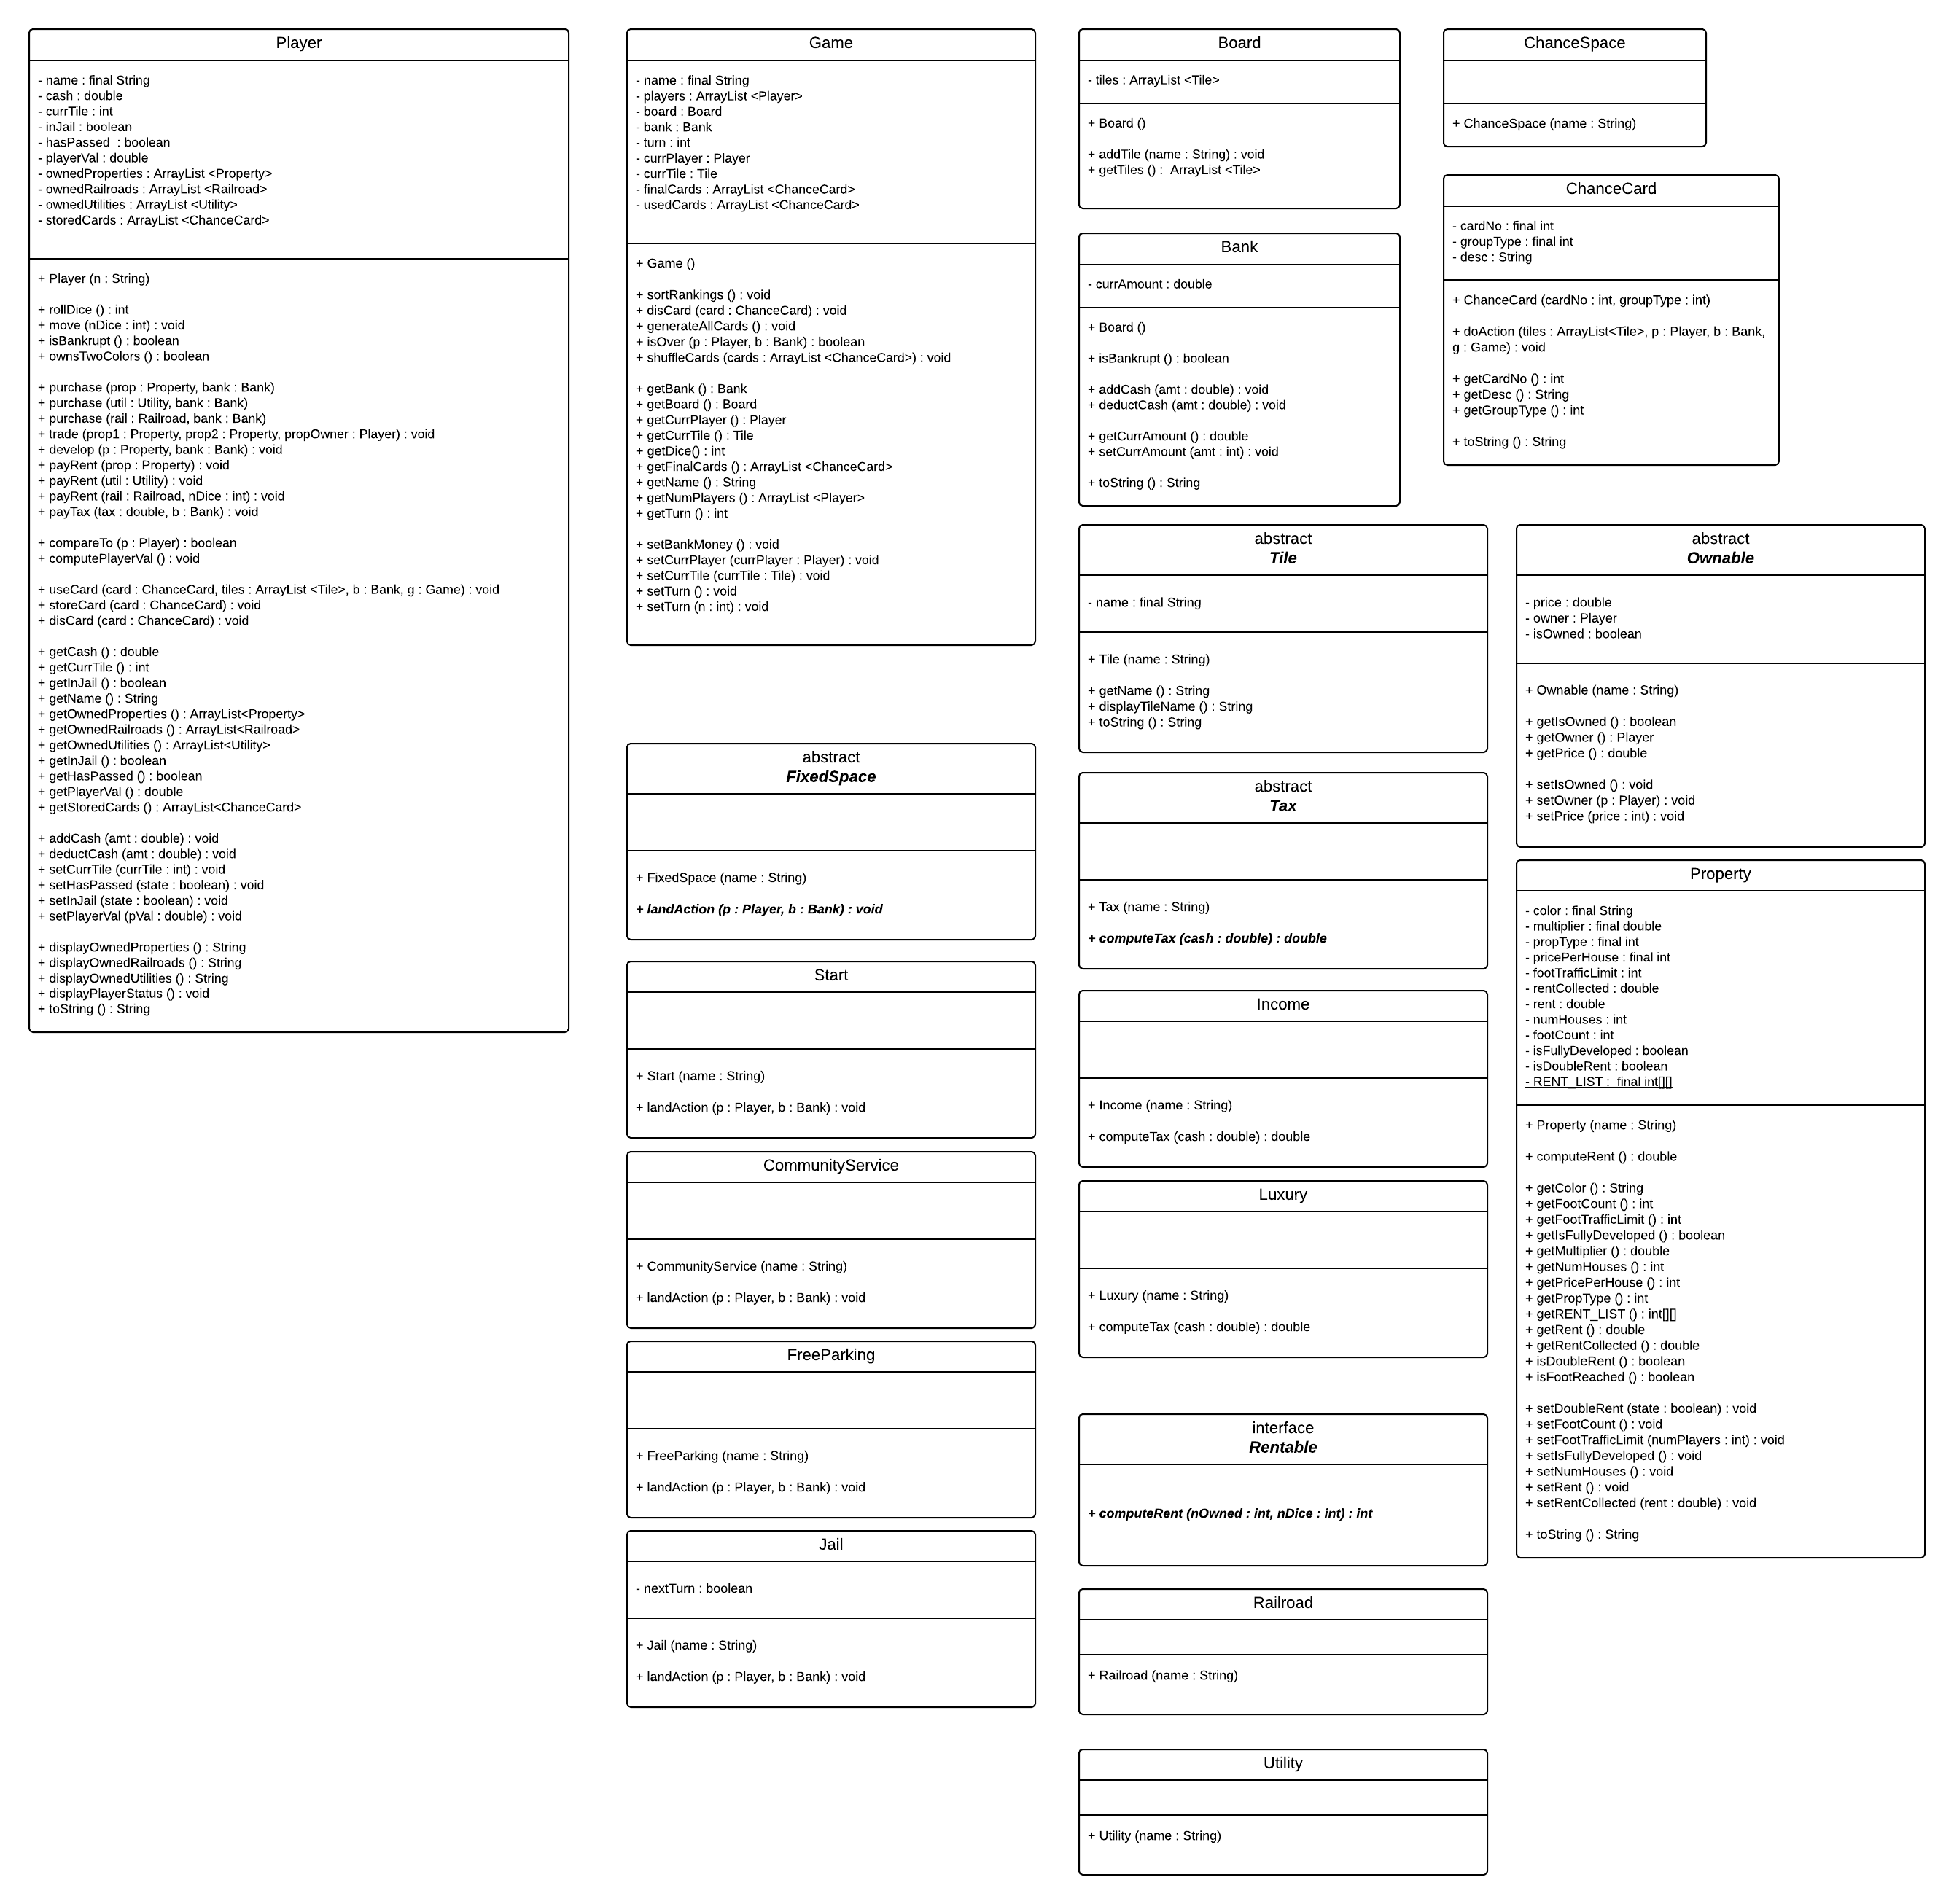 Player
- name : final String
- cash : double
- currTile : int
- inJail : boolean
- hasPassed  : boolean
- playerVal : double
- ownedProperties : ArrayList <Property>
- ownedRailroads : ArrayList <Railroad>
- ownedUtilities : ArrayList <Utility>
- storedCards : ArrayList <ChanceCard>
+ Player (n : String)
+ rollDice () : int
+ move (nDice : int) : void
+ isBankrupt () : boolean
+ ownsTwoColors () : boolean
+ purchase (prop : Property, bank : Bank)
+ purchase (util : Utility, bank : Bank)
+ purchase (rail : Railroad, bank : Bank)
+ trade (prop1 : Property, prop2 : Property, propOwner : Player) : void
+ develop (p : Property, bank : Bank) : void
+ payRent (prop : Property) : void
+ payRent (util : Utility) : void
+ payRent (rail : Railroad, nDice : int) : void
+ payTax (tax : double, b : Bank) : void
+ compareTo (p : Player) : boolean
+ computePlayerVal () : void
+ useCard (card : ChanceCard, tiles : ArrayList <Tile>, b : Bank, g : Game) : void
+ storeCard (card : ChanceCard) : void
+ disCard (card : ChanceCard) : void
+ getCash () : double
+ getCurrTile () : int
+ getInJail () : boolean
+ getName () : String
+ getOwnedProperties () : ArrayList<Property>
+ getOwnedRailroads () : ArrayList<Railroad>
+ getOwnedUtilities () : ArrayList<Utility>
+ getInJail () : boolean
+ getHasPassed () : boolean
+ getPlayerVal () : double
+ getStoredCards () : ArrayList<ChanceCard>
+ addCash (amt : double) : void
+ deductCash (amt : double) : void
+ setCurrTile (currTile : int) : void
+ setHasPassed (state : boolean) : void
+ setInJail (state : boolean) : void
+ setPlayerVal (pVal : double) : void
+ displayOwnedProperties () : String
+ displayOwnedRailroads () : String
+ displayOwnedUtilities () : String
+ displayPlayerStatus () : void
+ toString () : String
Game
- name : final String
- players : ArrayList <Player>
- board : Board
- bank : Bank
- turn : int
- currPlayer : Player
- currTile : Tile
- finalCards : ArrayList <ChanceCard>
- usedCards : ArrayList <ChanceCard>
+ Game ()
+ sortRankings () : void
+ disCard (card : ChanceCard) : void
+ generateAllCards () : void
+ isOver (p : Player, b : Bank) : boolean
+ shuffleCards (cards : ArrayList <ChanceCard>) : void
+ getBank () : Bank
+ getBoard () : Board
+ getCurrPlayer () : Player
+ getCurrTile () : Tile
+ getDice() : int
+ getFinalCards () : ArrayList <ChanceCard>
+ getName () : String
+ getNumPlayers () : ArrayList <Player>
+ getTurn () : int
+ setBankMoney () : void
+ setCurrPlayer (currPlayer : Player) : void
+ setCurrTile (currTile : Tile) : void
+ setTurn () : void
+ setTurn (n : int) : void
abstract
FixedSpace
+ FixedSpace (name : String)
+ landAction (p : Player, b : Bank) : void
Start
+ Start (name : String)
+ landAction (p : Player, b : Bank) : void
CommunityService
+ CommunityService (name : String)
+ landAction (p : Player, b : Bank) : void
FreeParking
+ FreeParking (name : String)
+ landAction (p : Player, b : Bank) : void
Jail
- nextTurn : boolean
+ Jail (name : String)
+ landAction (p : Player, b : Bank) : void
Board
- tiles : ArrayList <Tile>
+ Board ()
+ addTile (name : String) : void
+ getTiles () :  ArrayList <Tile>
Bank
- currAmount : double
+ Board ()
+ isBankrupt () : boolean
+ addCash (amt : double) : void
+ deductCash (amt : double) : void
+ getCurrAmount () : double
+ setCurrAmount (amt : int) : void
+ toString () : String
abstract
Tile
- name : final String
+ Tile (name : String)
+ getName () : String
+ displayTileName () : String
+ toString () : String
abstract
Tax
+ Tax (name : String)
+ computeTax (cash : double) : double
Income
+ Income (name : String)
+ computeTax (cash : double) : double
Luxury
+ Luxury (name : String)
+ computeTax (cash : double) : double
interface
Rentable
+ computeRent (nOwned : int, nDice : int) : int
Railroad
+ Railroad (name : String)
Utility
+ Utility (name : String)
ChanceSpace
+ ChanceSpace (name : String)
ChanceCard
- cardNo : final int
- groupType : final int
- desc : String
+ ChanceCard (cardNo : int, groupType : int)
+ doAction (tiles : ArrayList<Tile>, p : Player, b : Bank,
g : Game) : void
+ getCardNo () : int
+ getDesc () : String
+ getGroupType () : int
+ toString () : String
abstract
Ownable
- price : double
- owner : Player
- isOwned : boolean
+ Ownable (name : String)
+ getIsOwned () : boolean
+ getOwner () : Player
+ getPrice () : double
+ setIsOwned () : void
+ setOwner (p : Player) : void
+ setPrice (price : int) : void
Property
- color : final String
- multiplier : final double
- propType : final int
- pricePerHouse : final int
- footTrafficLimit : int
- rentCollected : double
- rent : double
- numHouses : int
- footCount : int
- isFullyDeveloped : boolean
- isDoubleRent : boolean
- RENT_LIST :  final int[][]
+ Property (name : String)
+ computeRent () : double
+ getColor () : String
+ getFootCount () : int
+ getFootTrafficLimit () : int
+ getIsFullyDeveloped () : boolean
+ getMultiplier () : double
+ getNumHouses () : int
+ getPricePerHouse () : int
+ getPropType () : int
+ getRENT_LIST () : int[][]
+ getRent () : double
+ getRentCollected () : double
+ isDoubleRent () : boolean
+ isFootReached () : boolean
+ setDoubleRent (state : boolean) : void
+ setFootCount () : void
+ setFootTrafficLimit (numPlayers : int) : void
+ setIsFullyDeveloped () : void
+ setNumHouses () : void
+ setRent () : void
+ setRentCollected (rent : double) : void
+ toString () : String